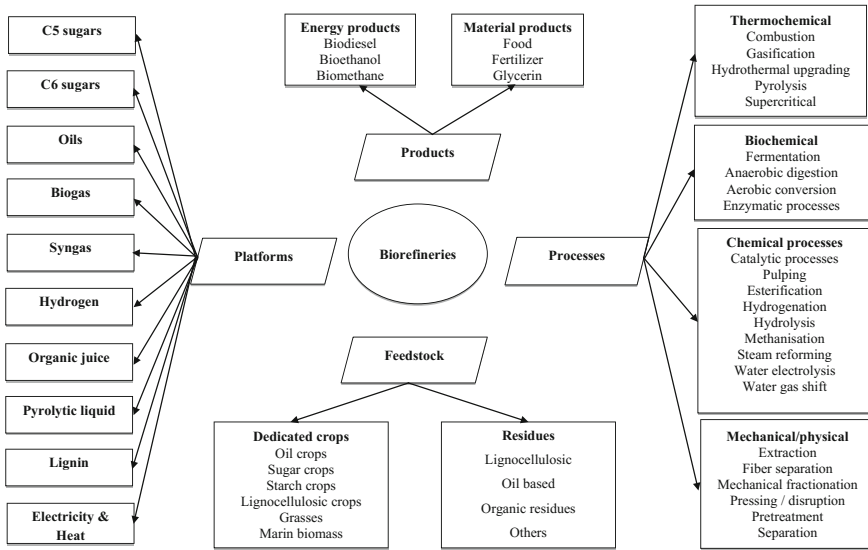 C5 sugars
C6 sugars
Oils
Biogas
Syngas
Hydrogen
Organic juice
Pyrolytic liquid
Lignin
Electricity &
Heat
Platforms
Energy products
Biodiesel
Bioethanol
Biomethane
Material products
Food
Fertilizer
Glycerin
Products
Biorefineries
Feedstock
Dedicated crops
Oil crops
Sugar crops
Starch crops
Lignocellulosic crops
Grasses
Marin biomass
Residues
Lignocellulosic
Oil based
Organic residues
Others
Processes
Thermochemical
Combustion
Gasification
Hydrothermal upgrading
Pyrolysis
Supercritical
Biochemical
Fermentation
Anaerobic digestion
Aerobic conversion
Enzymatic processes
Chemical processes
Catalytic processes
Pulping
Esterification
Hydrogenation
Hydrolysis
Methanisation
Steam reforming
Water electrolysis
Water gas shift
Mechanical/physical
Extraction
Fiber separation
Mechanical fractionation
Pressing / disruption
Pretreatment
Separation